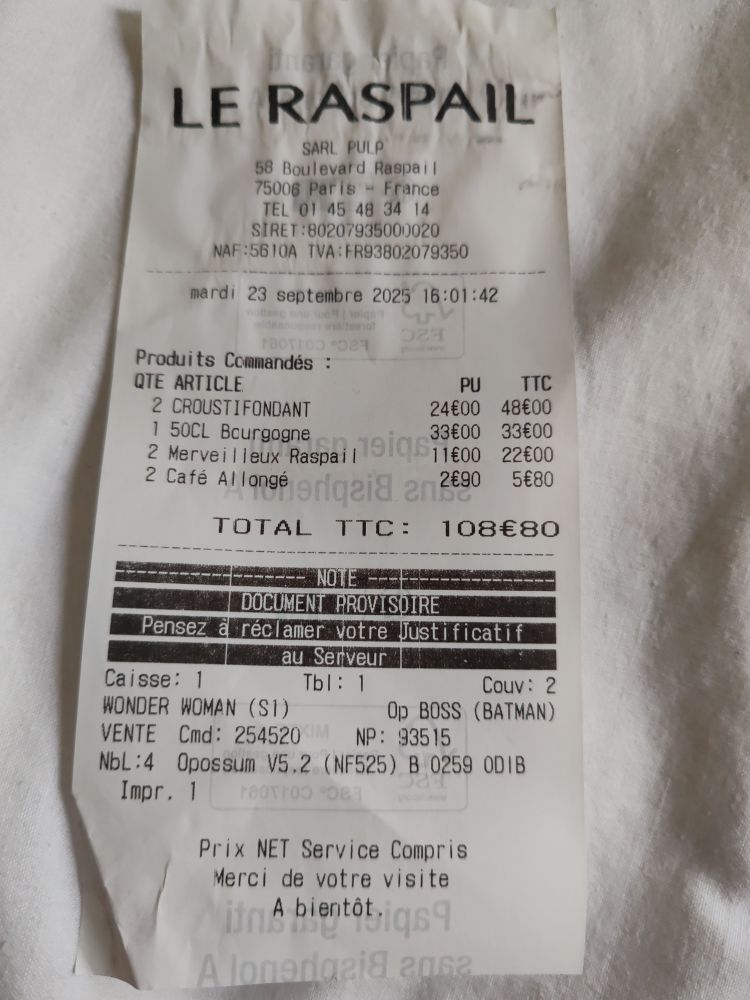 LE RASPAIL
SARL PULP
58 Boulevard Raspail
75006 Paris - France
TEL 01 45 48 34 14
SIRET:80207935000020
NAF:5610A TVA:FR93802079350
mardi 23 septembre 2025 16:01:42
Produits Commandés :
QTE ARTICLE PU TTC
2 CROUSTIFONDANT 24€00 48€00
1 50CL Bourgogne 33€00 33€00
2 Merveilleux Raspail 11€00 22€00
2 Café Allongé 2€90 5€80
TOTAL TTC: 108€80
NOTE
DOCUMENT PROVISOIRE
Pensez à réclamer votre Justificatif
au Serveur
Caisse: 1 Tbl: 1 Couv: 2
WONDER WOMAN (S1) Op BOSS (BATMAN)
VENTE Cmd: 254520 NP: 93515
NbL:4 Opossum V5.2 (NF525) B 0259 ODIB
Impr. 1
Prix NET Service Compris
Merci de votre visite
A bientôt.
Papier garanti
sans Bisphénol A